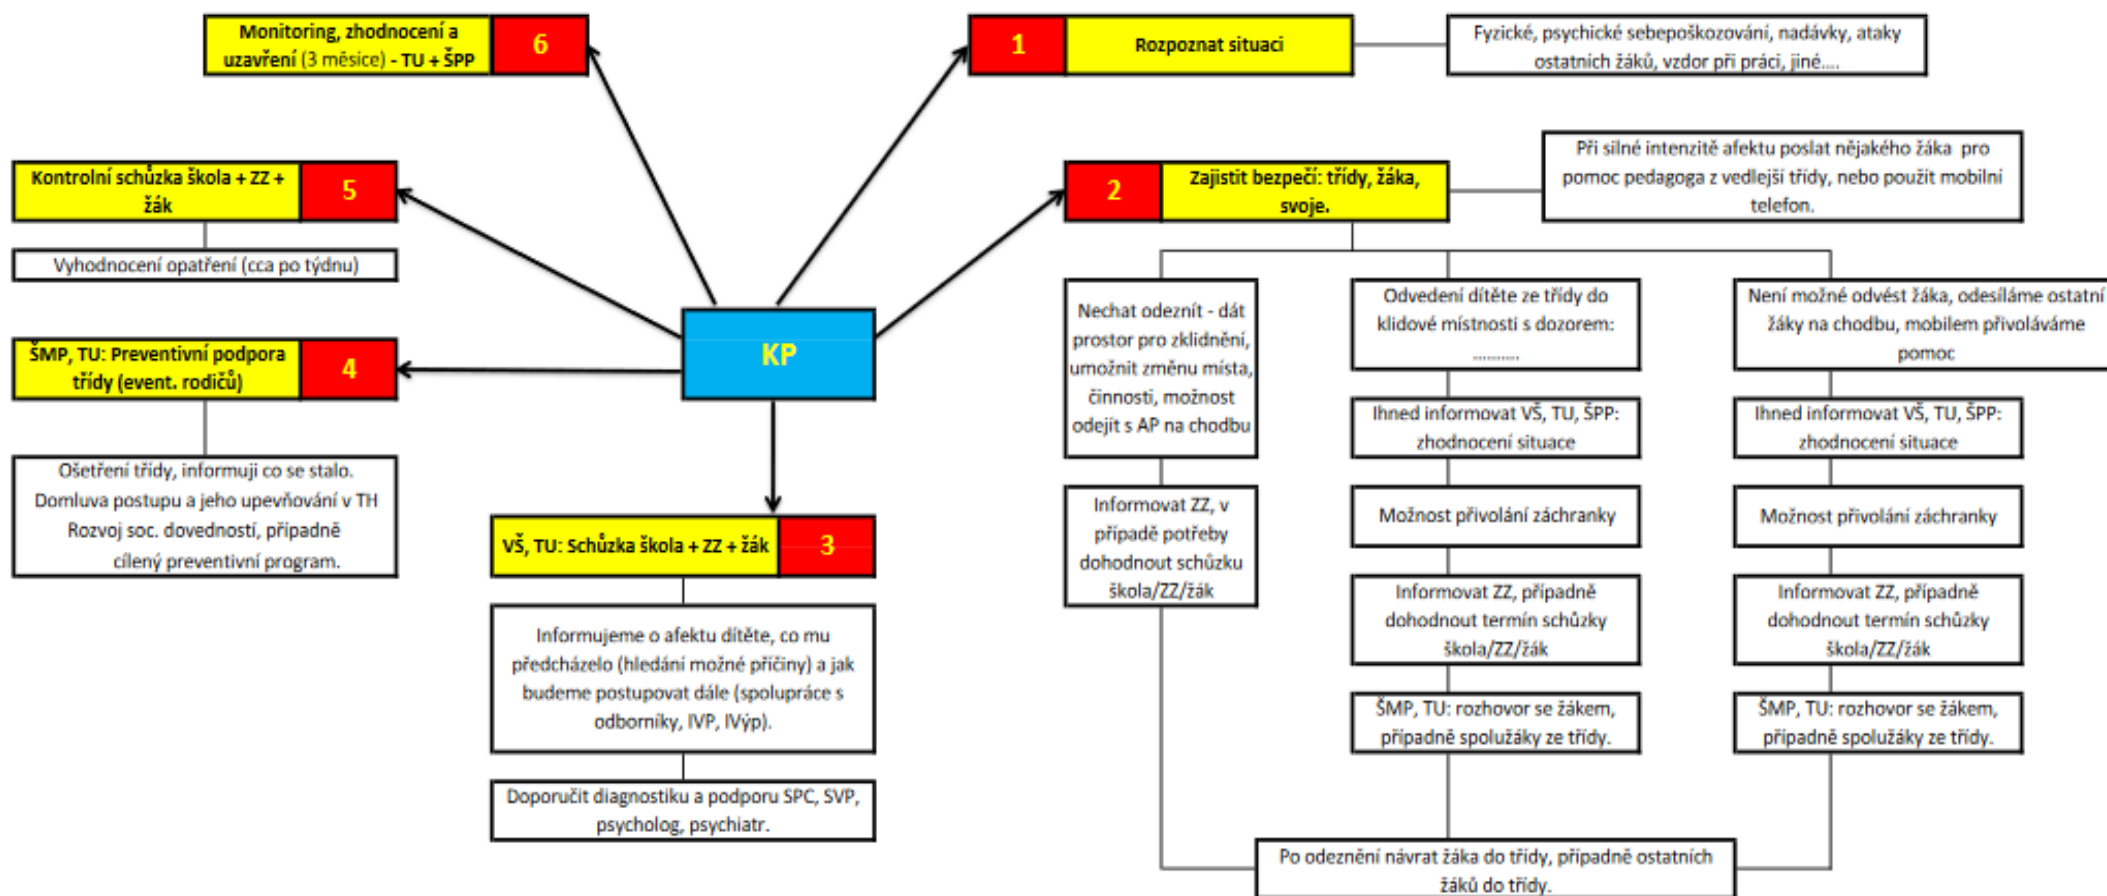 Monitoring, zhodnocení a
uzavření (3 měsíce) - TU + ŠPP
6
1
Rozpoznat situaci
Fyzické, psychické sebepoškozování, nadávky, ataky
ostatních žáků, vzdor při práci, jiné....
Kontrolní schůzka škola + ZZ +
žák
5
Vyhodnocení opatření (cca po týdnu)
2
Zajistit bezpečí: třídy, žáka,
svoje.
Při silné intenzitě afektu poslat nějakého žáka pro
pomoc pedagoga z vedlejší třídy, nebo použít mobilní
telefon.
ŠMP, TU: Preventivní podpora
třídy (event. rodičů)
4
Ošetření třídy, informuji co se stalo.
Domluva postupu a jeho upevňování v TH
Rozvoj soc. dovedností, případně
cílený preventivní program.
KP
VŠ, TU: Schůzka škola + ZZ + žák
3
Informujeme o afektu dítěte, co mu
předcházelo (hledání možné příčiny) a jak
budeme postupovat dále (spolupráce s
odborníky, IVP, IVýp).
Doporučit diagnostiku a podporu SPC, SVP,
psycholog, psychiatr.
Nechat odeznít - dát
prostor pro zklidnění,
umožnit změnu místa,
činnosti, možnost
odejít s AP na chodbu
Informovat ZZ, v
případě potřeby
dohodnout schůzku
škola/ZZ/žák
Odvedení dítěte ze třídy do
klidové místnosti s dozorem:
...........
Ihned informovat VŠ, TU, ŠPP:
zhodnocení situace
Možnost přivolání záchranky
Informovat ZZ, případně
dohodnout termín schůzky
škola/ZZ/žák
ŠMP, TU: rozhovor se žákem,
případně spolužáky ze třídy.
Není možné odvést žáka, odesíláme ostatní
žáky na chodbu, mobilem přivoláváme
pomoc
Ihned informovat VŠ, TU, ŠPP:
zhodnocení situace
Možnost přivolání záchranky
Informovat ZZ, případně
dohodnout termín schůzky
škola/ZZ/žák
ŠMP, TU: rozhovor se žákem,
případně spolužáky ze třídy.
Po odeznění návrat žáka do třídy, případně ostatních
žáků do třídy.